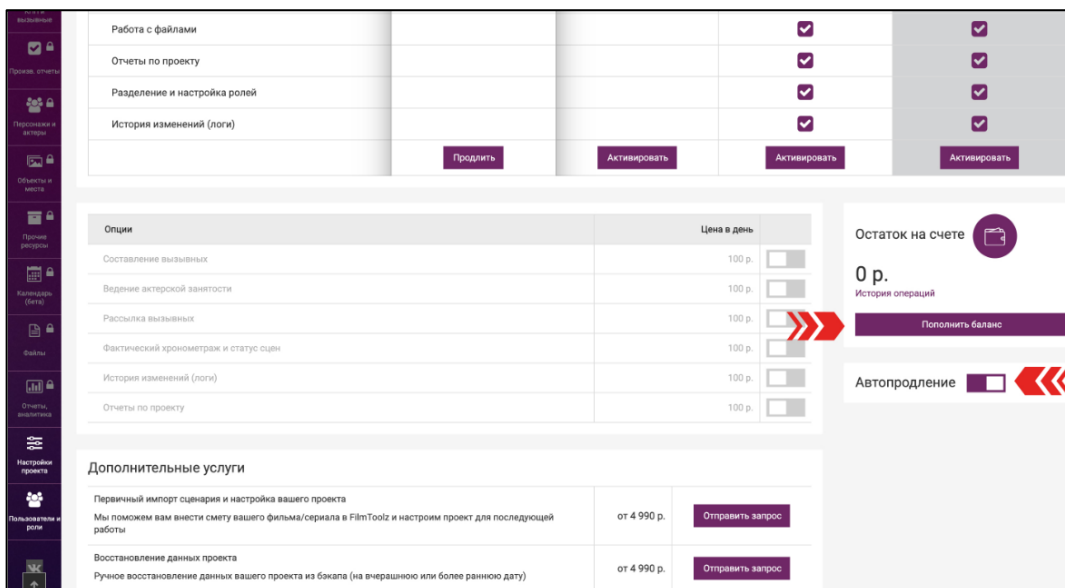 вызывные
Произв. отчеты
Персонажи и
актеры
Объекты и
места
Прочие
ресурсы
Календарь
(бета)
Файлы
Отчеты,
аналитика
Настройки
проекта
Пользователи и
роли
Работа с файлами
Отчеты по проекту
Разделение и настройка ролей
История изменений (логи)
Продлить Активировать Активировать Активировать
Опции Цена в день
Составление вызывных 100 р.
Ведение актерской занятости 100 р.
Рассылка вызывных 100 р.
Фактический хронометраж и статус сцен 100 р.
История изменений (логи) 100 р.
Отчеты по проекту 100 р.
Остаток на счете
0 р.
История операций
Пополнить баланс
Автопродление
Дополнительные услуги
Первичный импорт сценария и настройка вашего проекта
Мы поможем вам внести смету вашего фильма/сериала в FilmToolz и настроим проект для последующей
работы
от 4 990 р. Отправить запрос
Восстановление данных проекта
Ручное восстановление данных вашего проекта из бэкапа (на вчерашнюю или более раннюю дату)
от 4 990 р. Отправить запрос